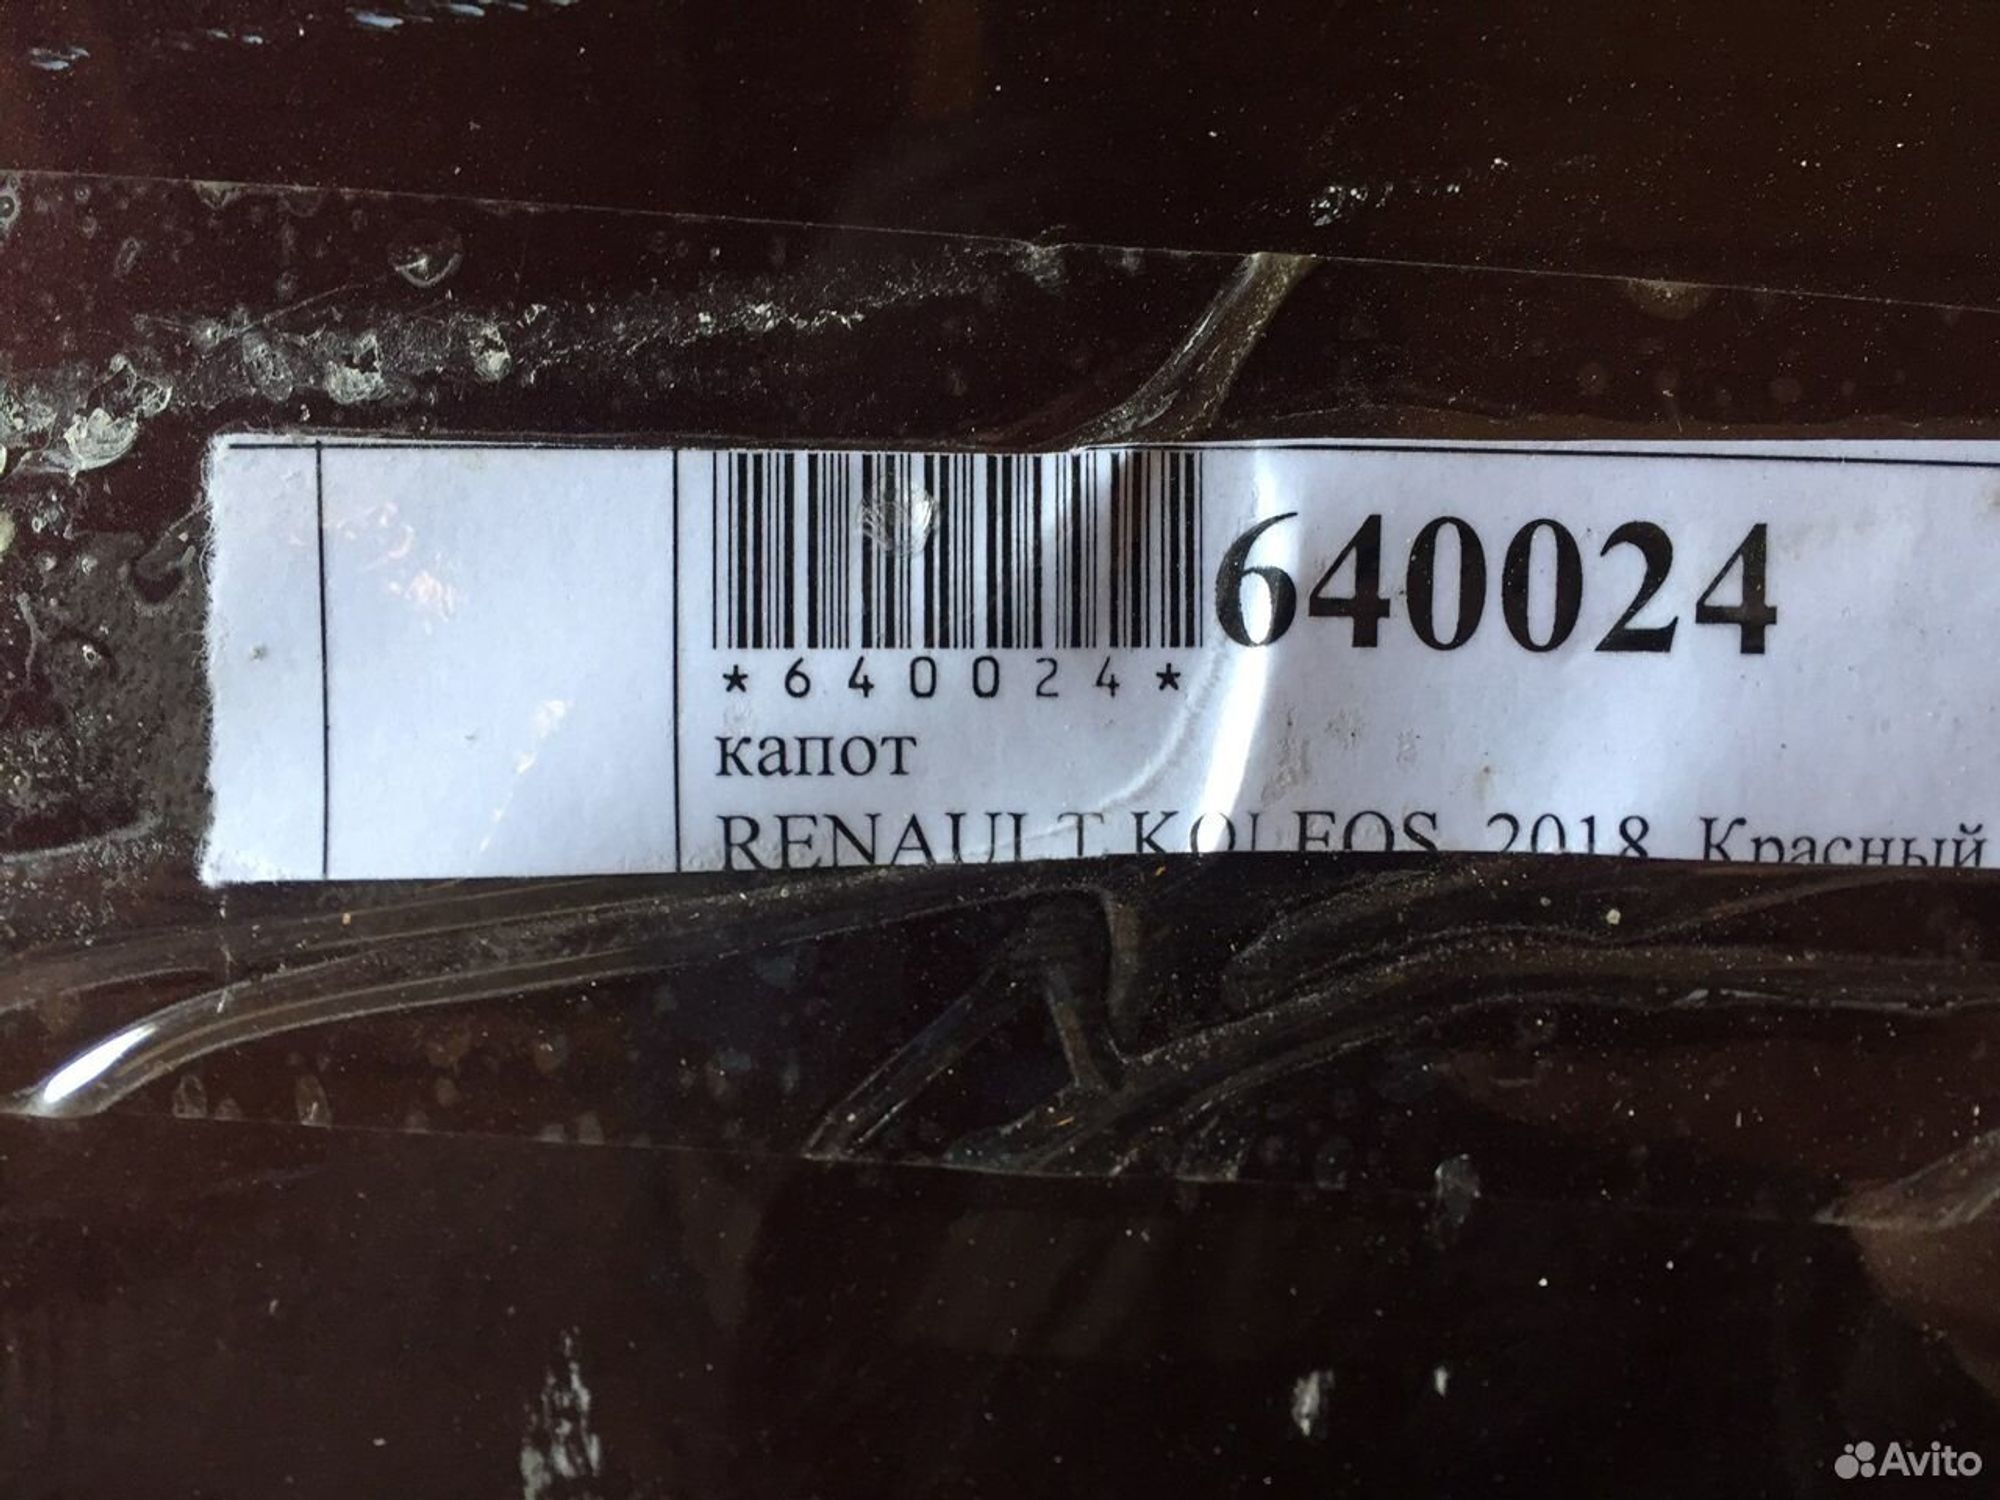 640024
*640024*
капот
RENAULT KOLEOS, 2018, Красный,
Avito